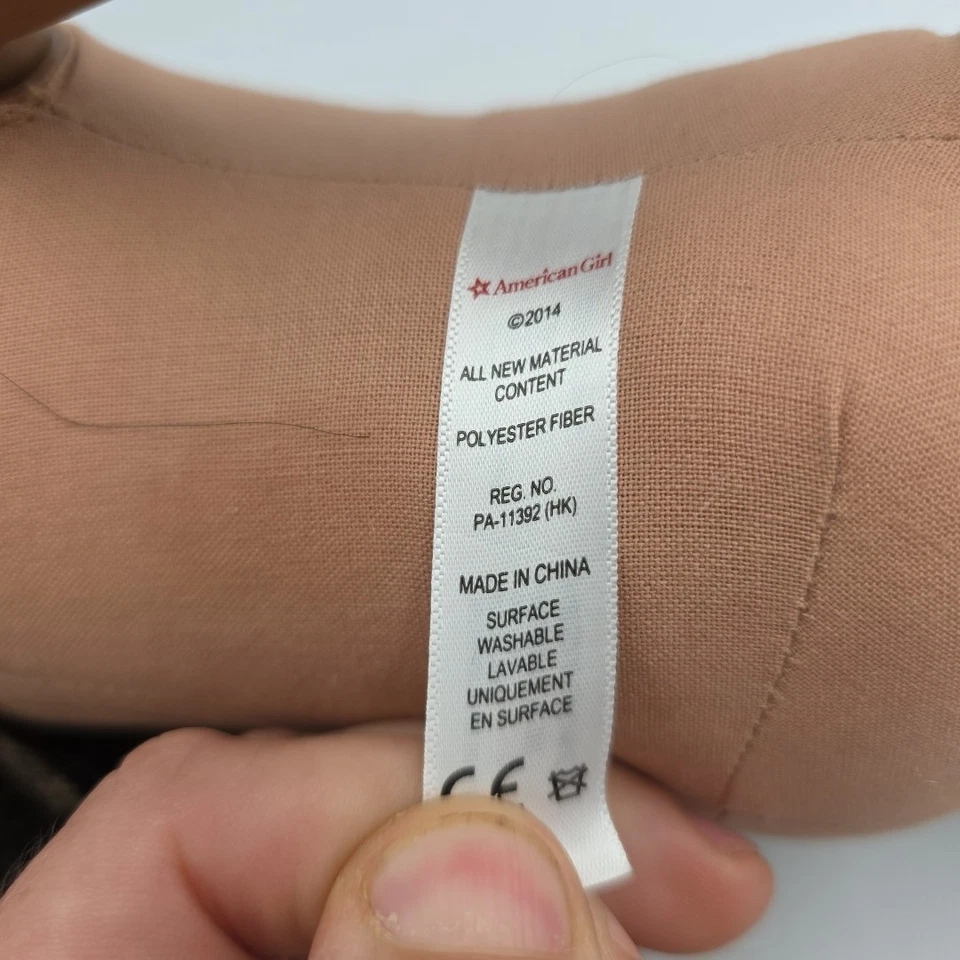 American Girl
©2014
ALL NEW MATERIAL
CONTENT
POLYESTER FIBER
REG. NO.
PA-11392 (HK)
MADE IN CHINA
SURFACE
WASHABLE
LAVABLE
UNIQUEMENT
EN SURFACE
CE